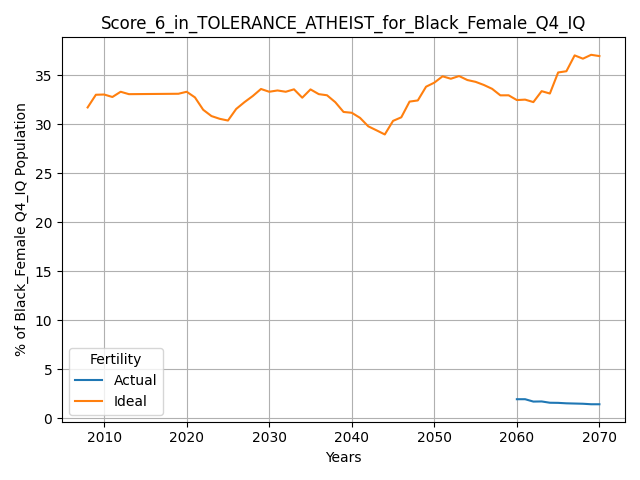 Score_6_in_TOLERANCE_ATHEIST_for_Black_Female_Q4_IQ
% of Black_Female Q4_IQ Population
35
30
25
20
15
10
5
0
Fertility
Actual
Ideal
2010 2020 2030 2040 2050 2060 2070
Years